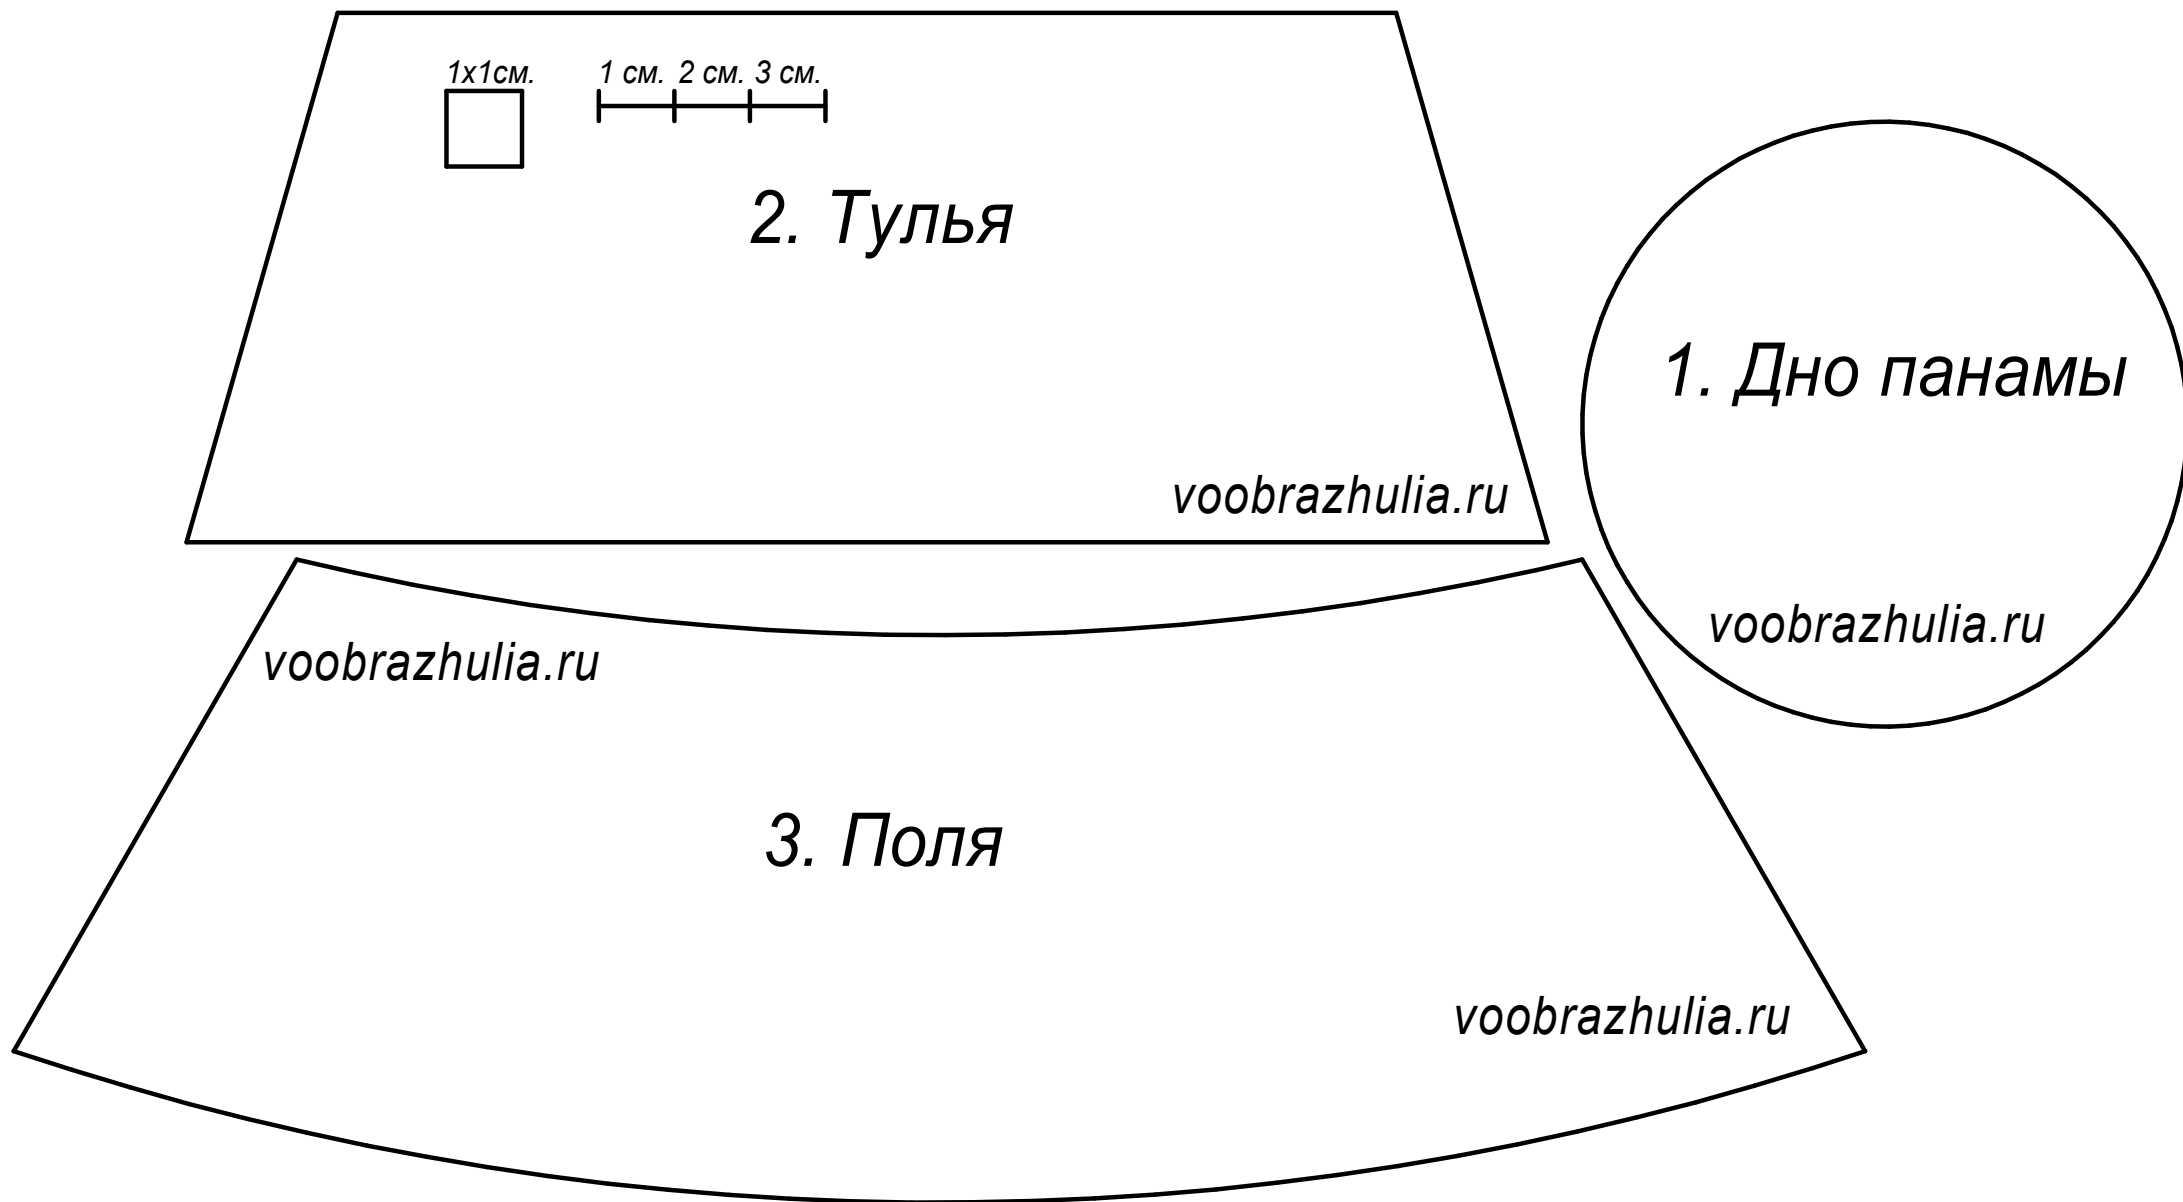 1х1см.
1 см. 2 см. 3 см.
2. Тулья
voobrazhulia.ru
1. Дно панамы
voobrazhulia.ru
voobrazhulia.ru
3. Поля
voobrazhulia.ru